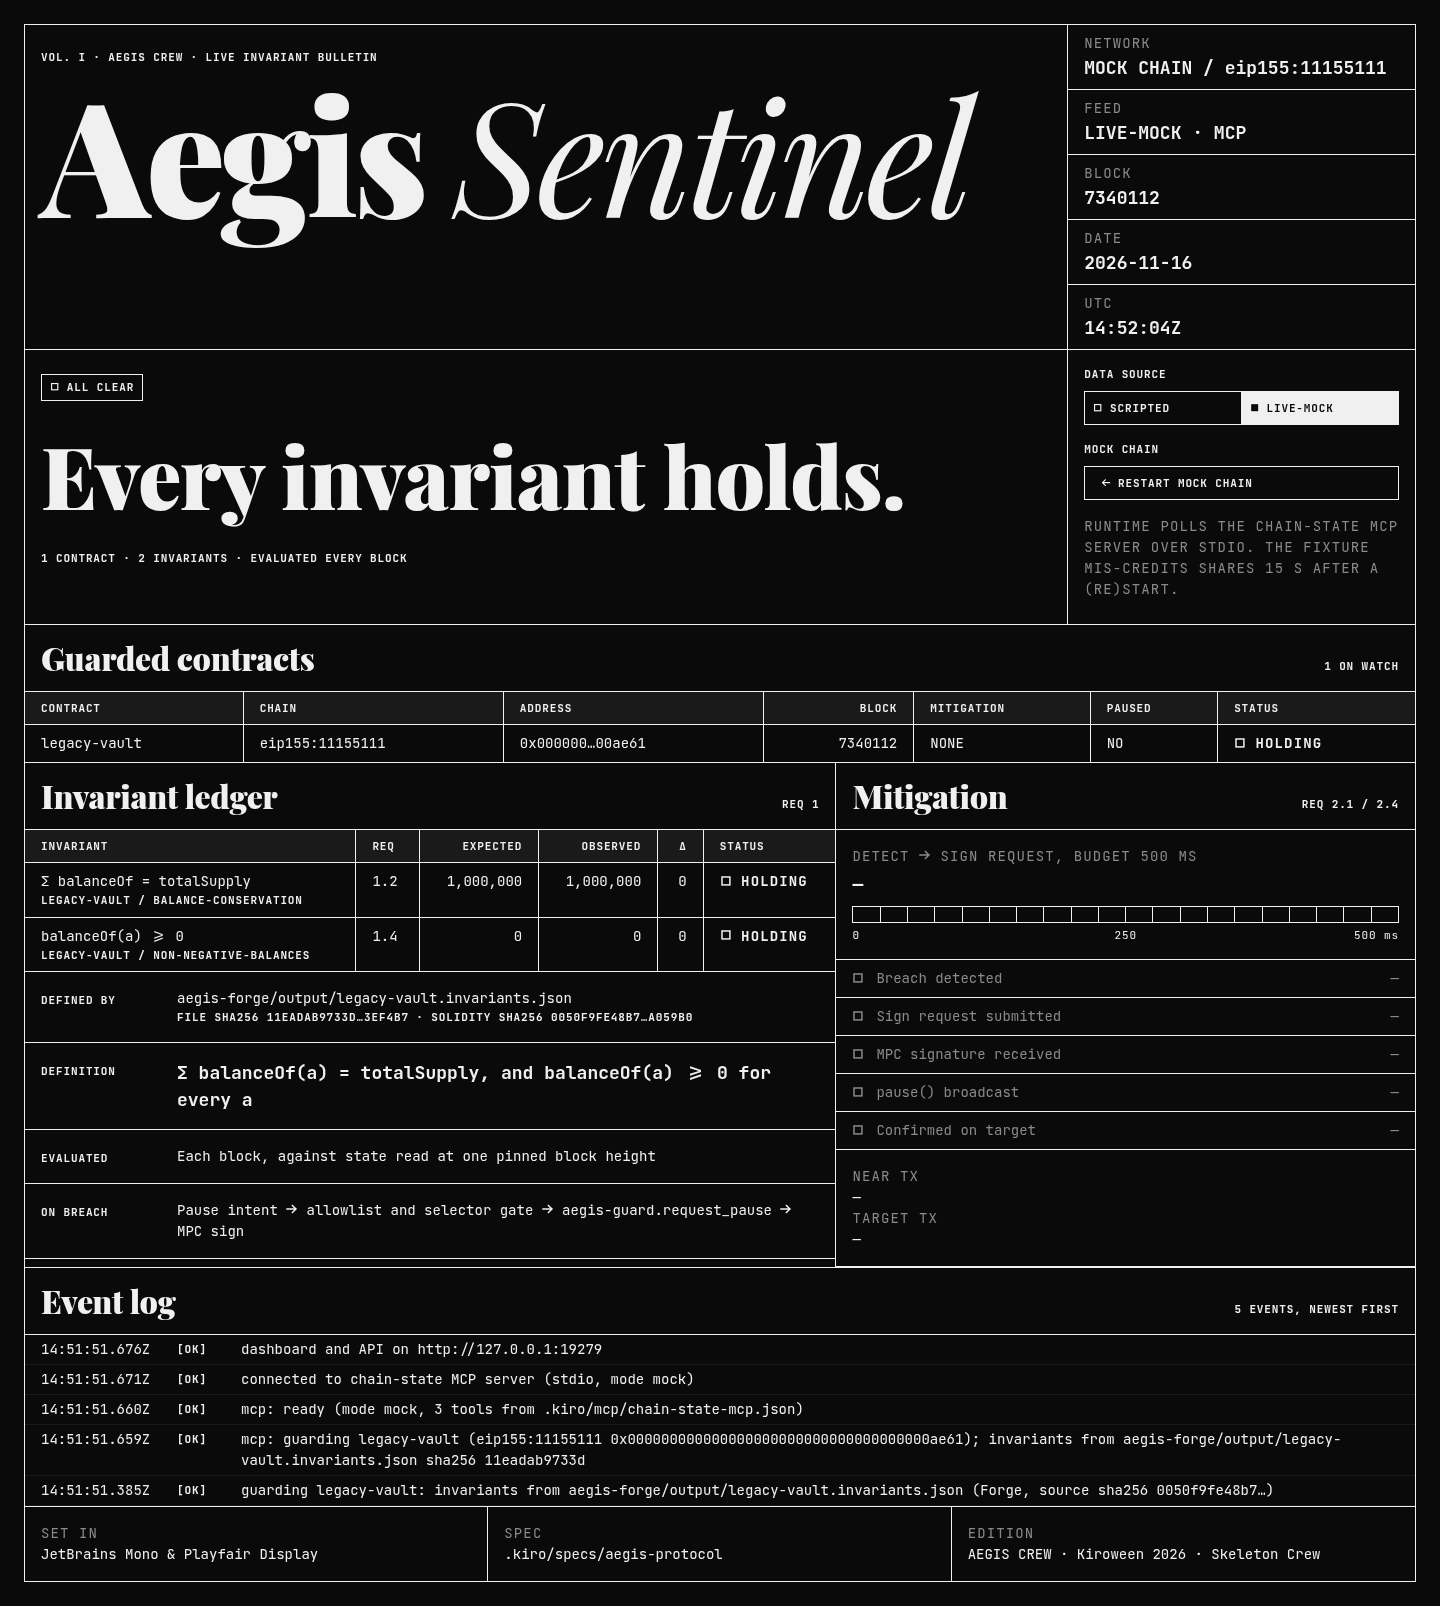 VOL. I · AEGIS CREW · LIVE INVARIANT BULLETIN
Aegis Sentinel
NETWORK
MOCK CHAIN / eip155:11155111
FEED
LIVE-MOCK · MCP
BLOCK
7340112
DATE
2026-11-16
UTC
14:52:04Z
□ ALL CLEAR
Every invariant holds.
1 CONTRACT · 2 INVARIANTS · EVALUATED EVERY BLOCK
DATA SOURCE
□ SCRIPTED ■ LIVE-MOCK
MOCK CHAIN
← RESTART MOCK CHAIN
RUNTIME POLLS THE CHAIN-STATE MCP
SERVER OVER STDIO. THE FIXTURE
MIS-CREDITS SHARES 15 S AFTER A
(RE)START.
Guarded contracts
1 ON WATCH
CONTRACT CHAIN ADDRESS BLOCK MITIGATION PAUSED STATUS
legacy-vault eip155:11155111 0x000000…00ae61 7340112 NONE NO □ HOLDING
Invariant ledger
REQ 1
INVARIANT REQ EXPECTED OBSERVED Δ STATUS
Σ balanceOf = totalSupply 1.2 1,000,000 1,000,000 0 □ HOLDING
LEGACY-VAULT / BALANCE-CONSERVATION
balanceOf(a) ⩾ 0 1.4 0 0 0 □ HOLDING
LEGACY-VAULT / NON-NEGATIVE-BALANCES
DEFINED BY aegis-forge/output/legacy-vault.invariants.json
FILE SHA256 11EADAB9733D…3EF4B7 · SOLIDITY SHA256 0050F9FE48B7…A059B0
DEFINITION Σ balanceOf(a) = totalSupply, and balanceOf(a) ⩾ 0 for
every a
EVALUATED Each block, against state read at one pinned block height
ON BREACH Pause intent → allowlist and selector gate → aegis-guard.request_pause →
MPC sign
Mitigation
REQ 2.1 / 2.4
DETECT → SIGN REQUEST, BUDGET 500 MS
—
0 250 500 ms
□ Breach detected —
□ Sign request submitted —
□ MPC signature received —
□ pause() broadcast —
□ Confirmed on target —
NEAR TX
—
TARGET TX
—
Event log
5 EVENTS, NEWEST FIRST
14:51:51.676Z [OK] dashboard and API on http://127.0.0.1:19279
14:51:51.671Z [OK] connected to chain-state MCP server (stdio, mode mock)
14:51:51.660Z [OK] mcp: ready (mode mock, 3 tools from .kiro/mcp/chain-state-mcp.json)
14:51:51.659Z [OK] mcp: guarding legacy-vault (eip155:11155111 0x000000000000000000000000000000000000ae61); invariants from aegis-forge/output/legacy-
vault.invariants.json sha256 11eadab9733d
14:51:51.385Z [OK] guarding legacy-vault: invariants from aegis-forge/output/legacy-vault.invariants.json (Forge, source sha256 0050f9fe48b7…)
SET IN
JetBrains Mono & Playfair Display
SPEC
.kiro/specs/aegis-protocol
EDITION
AEGIS CREW · Kiroween 2026 · Skeleton Crew